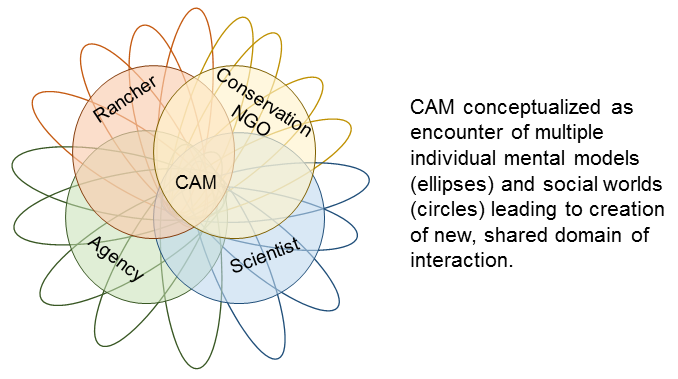 Rancher
Conservation
NGO
CAM
Agency
Scientist
CAM conceptualized as
encounter of multiple
individual mental models
(ellipses) and social worlds
(circles) leading to creation
of new, shared domain of
interaction.